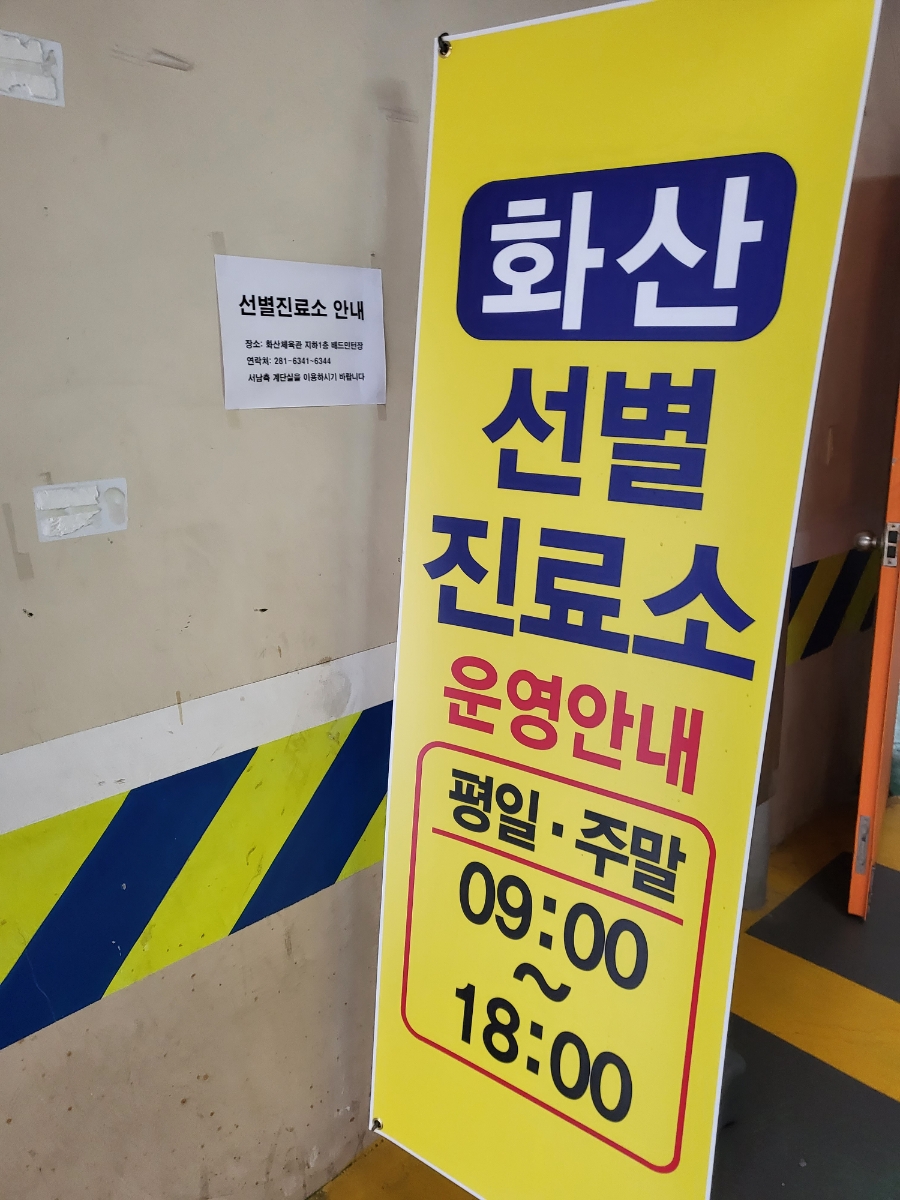 선별진료소 안내
장소: 화산체육관 지하1층 배드민턴장
연락처: 281-6341~6344
서남측 계단실을 이용하시기 바랍니다
화산
선별
진료소
운영안내
평일·주말
09:00
~
18:00